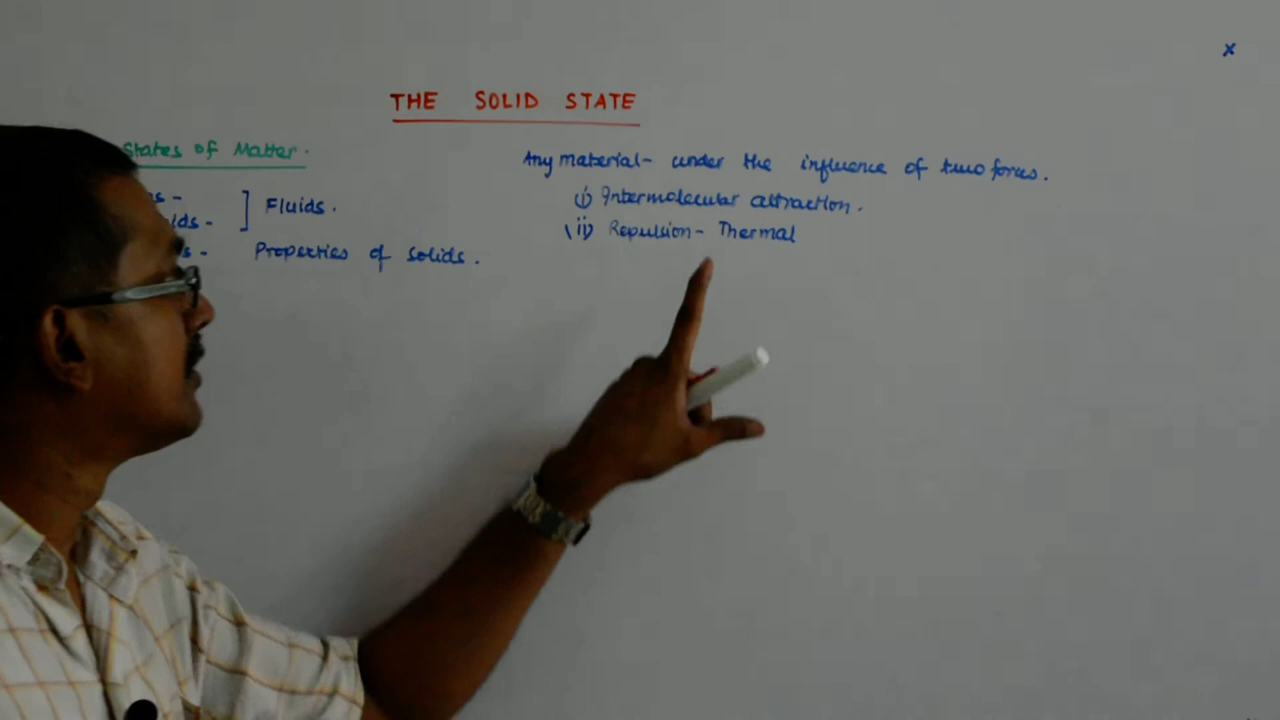 x
THE SOLID STATE
States of Matter.
s -
ids -
] Fluids.
s - Properties of solids.
Any material- under the influence of two forces.
(i) Intermolecular attraction.
(ii) Repulsion- Thermal